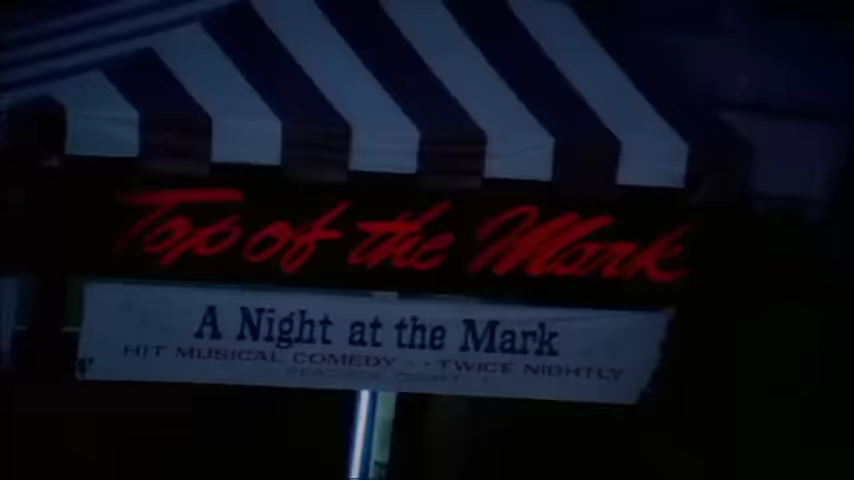 Top of the Mark
A Night at the Mark
HIT MUSICAL COMEDY - - TWICE NIGHTLY